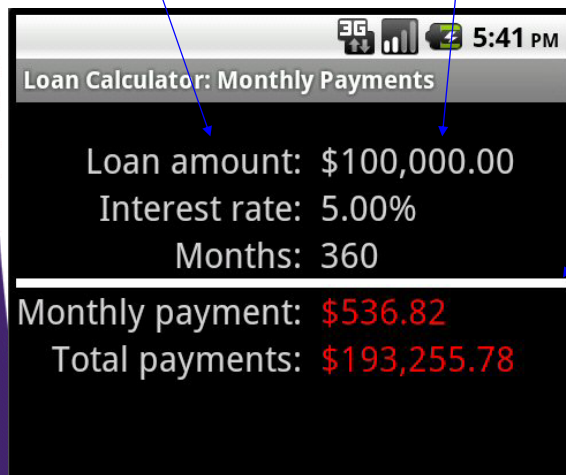 3G 5:41 PM
Loan Calculator: Monthly Payments
Loan amount: $100,000.00
Interest rate: 5.00%
Months: 360
Monthly payment: $536.82
Total payments: $193,255.78